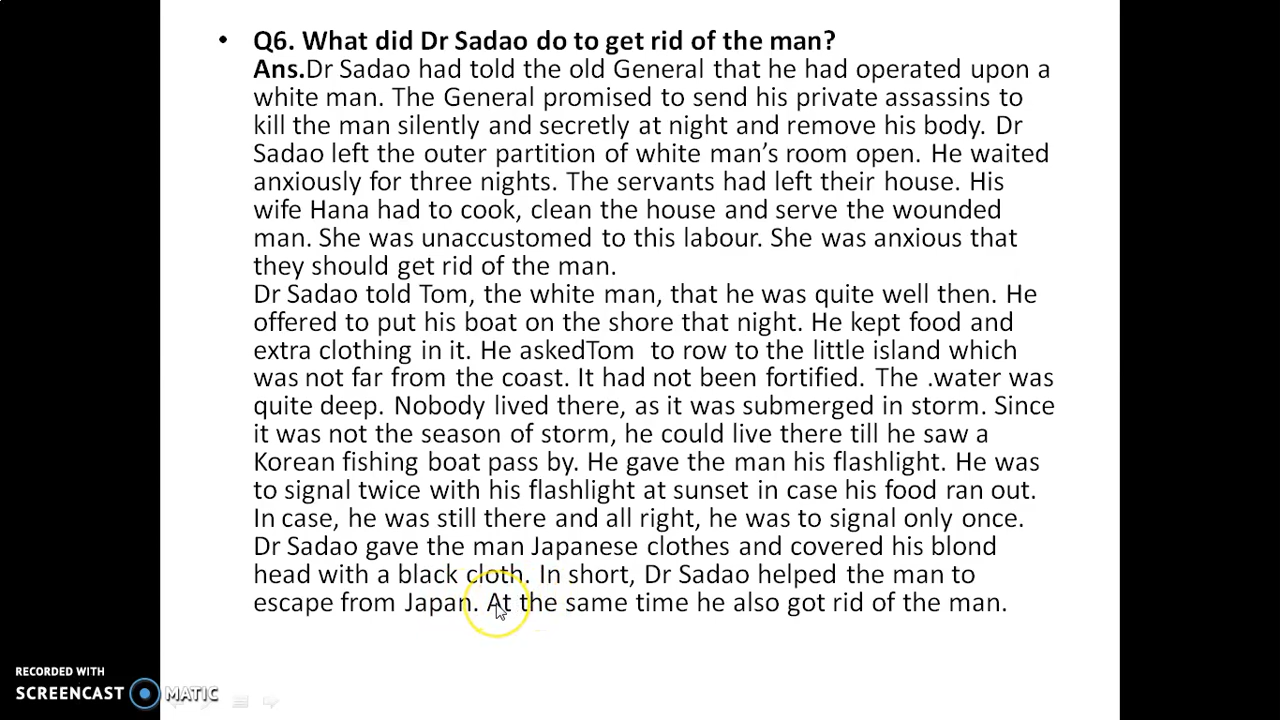 • Q6. What did Dr Sadao do to get rid of the man?
Ans.Dr Sadao had told the old General that he had operated upon a
white man. The General promised to send his private assassins to
kill the man silently and secretly at night and remove his body. Dr
Sadao left the outer partition of white man’s room open. He waited
anxiously for three nights. The servants had left their house. His
wife Hana had to cook, clean the house and serve the wounded
man. She was unaccustomed to this labour. She was anxious that
they should get rid of the man.
Dr Sadao told Tom, the white man, that he was quite well then. He
offered to put his boat on the shore that night. He kept food and
extra clothing in it. He askedTom  to row to the little island which
was not far from the coast. It had not been fortified. The .water was
quite deep. Nobody lived there, as it was submerged in storm. Since
it was not the season of storm, he could live there till he saw a
Korean fishing boat pass by. He gave the man his flashlight. He was
to signal twice with his flashlight at sunset in case his food ran out.
In case, he was still there and all right, he was to signal only once.
Dr Sadao gave the man Japanese clothes and covered his blond
head with a black cloth. In short, Dr Sadao helped the man to
escape from Japan. At the same time he also got rid of the man.
RECORDED WITH
SCREENCAST MATIC